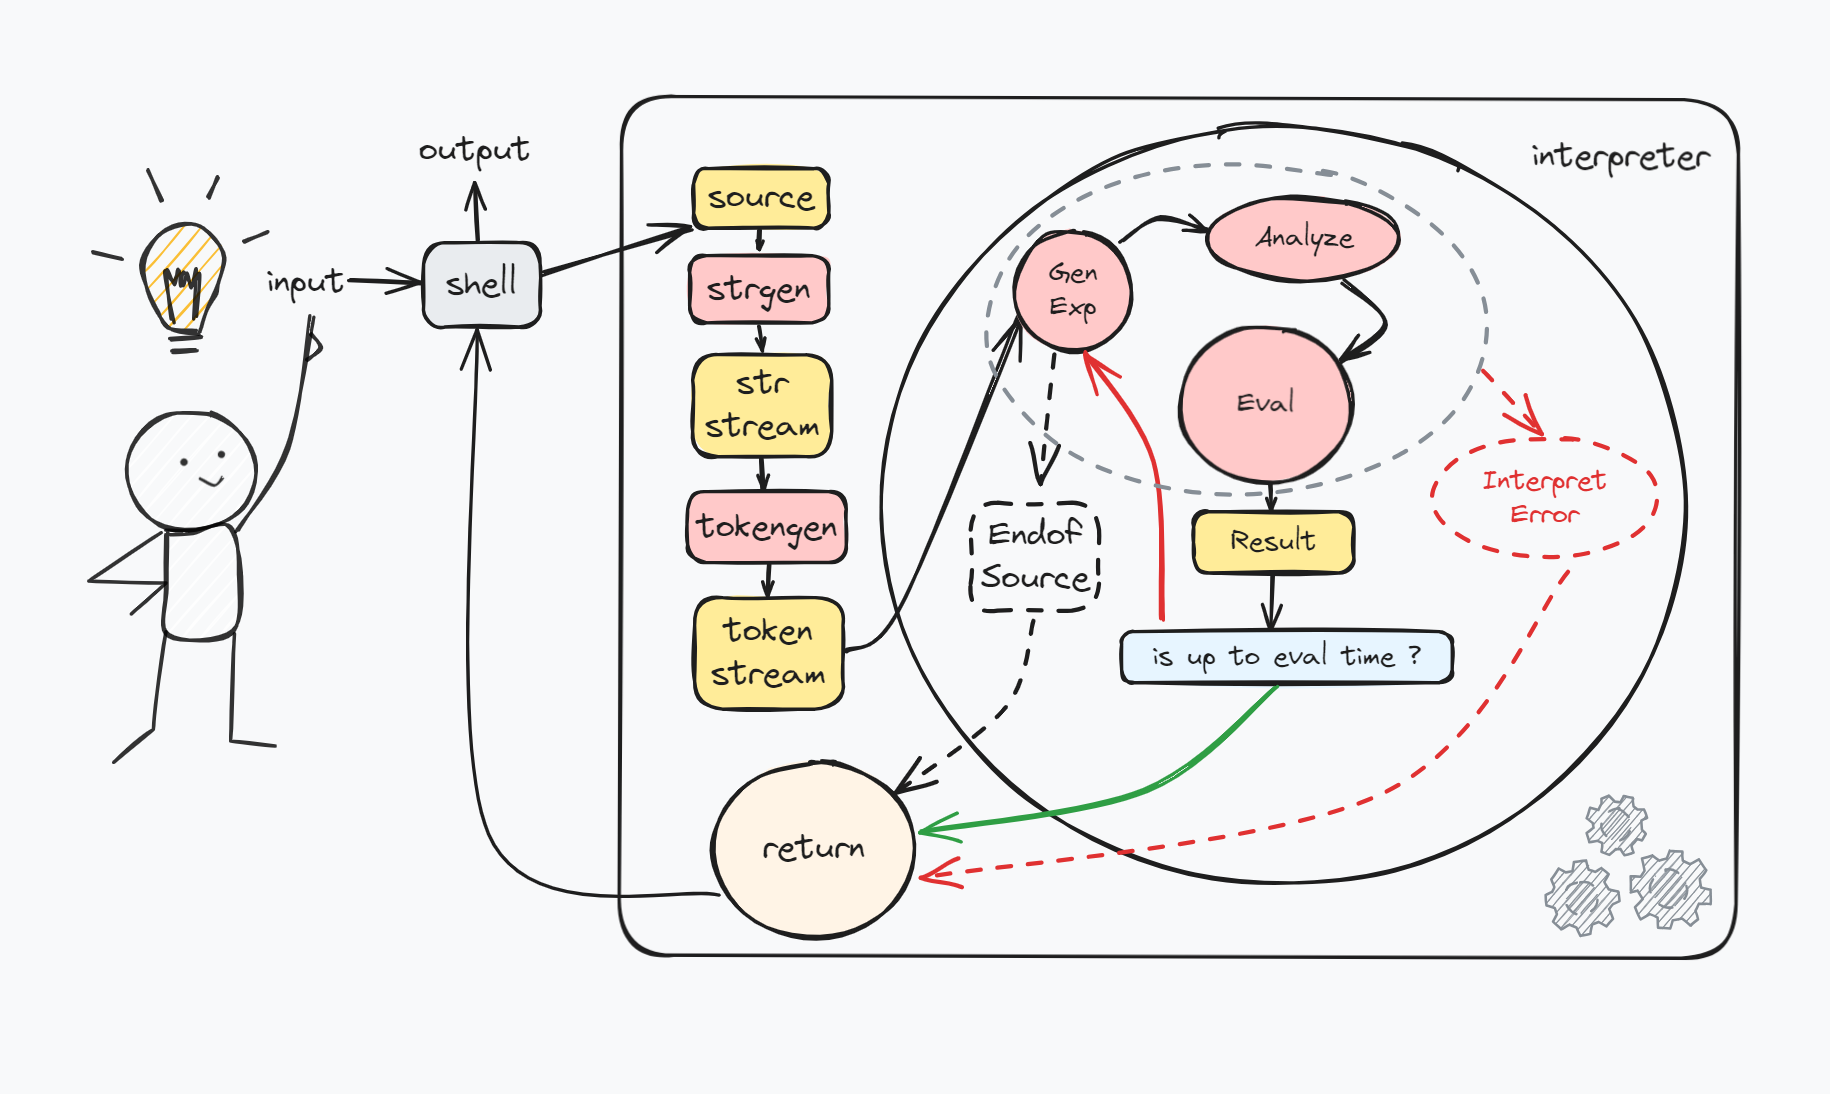 output
input
shell
interpreter
source
strgen
str
stream
tokengen
token
stream
Gen
Exp
Analyze
Eval
Endof
Source
Result
Interpret
Error
is up to eval time ?
return